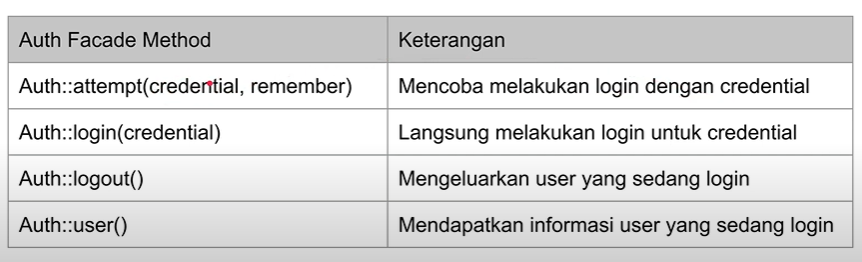 Auth Facade Method Keterangan
Auth::attempt(credential, remember) Mencoba melakukan login dengan credential
Auth::login(credential) Langsung melakukan login untuk credential
Auth::logout() Mengeluarkan user yang sedang login
Auth::user() Mendapatkan informasi user yang sedang login